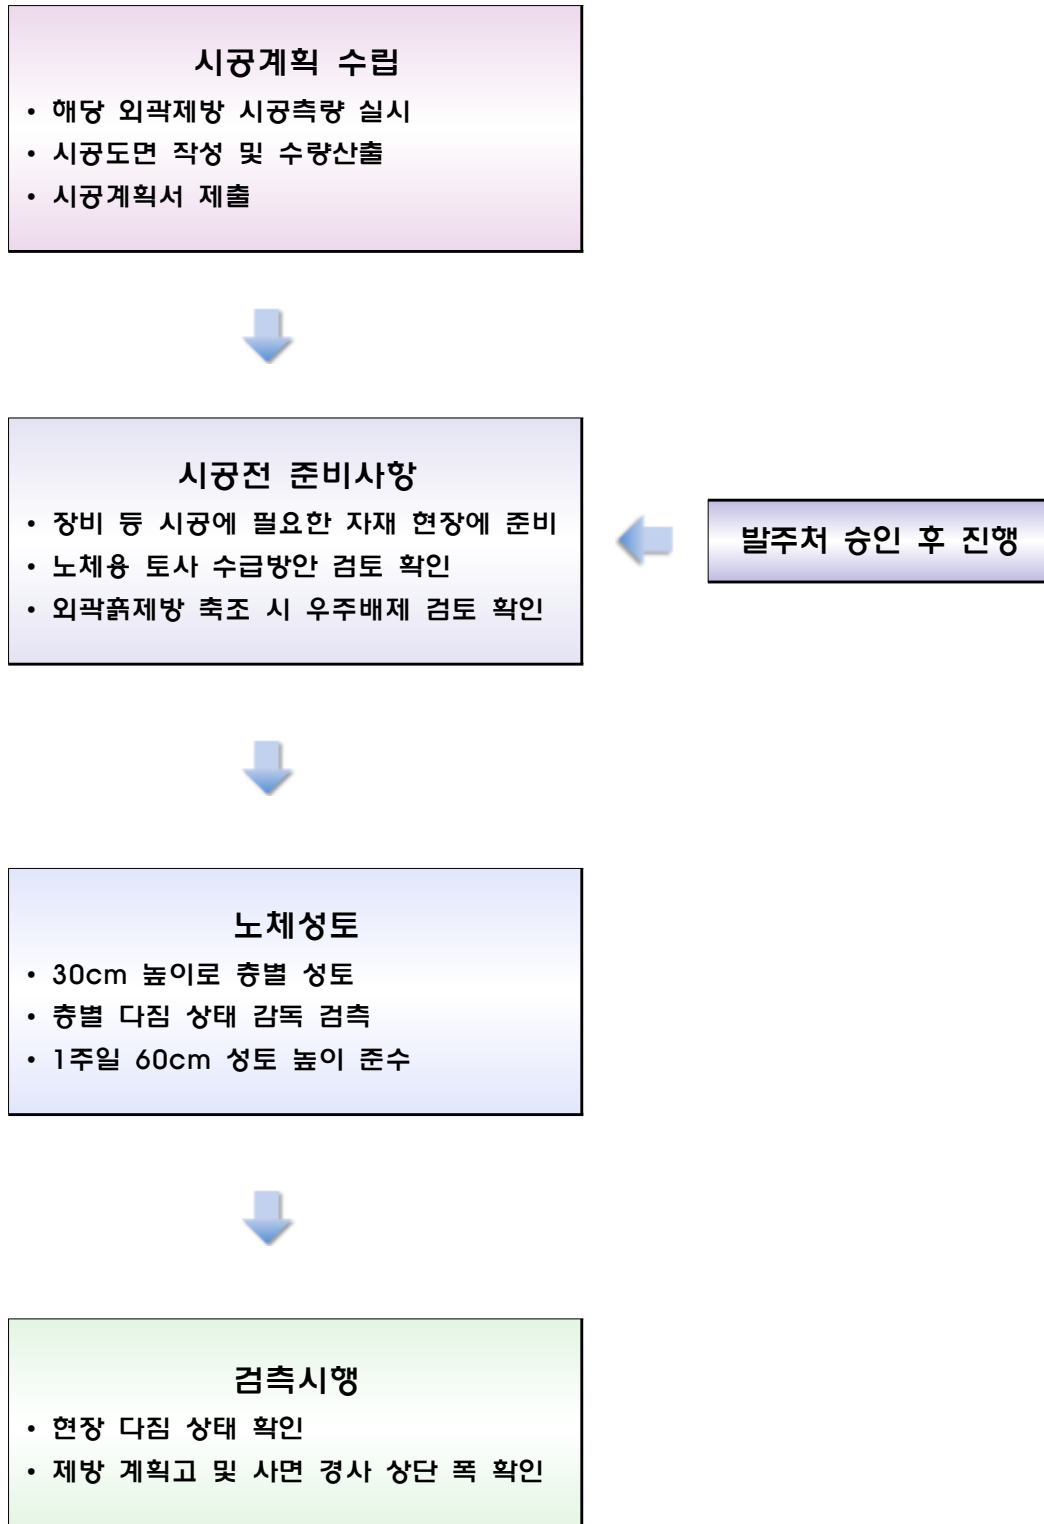 시공계획 수립
• 해당 외곽제방 시공측량 실시
• 시공도면 작성 및 수량산출
• 시공계획서 제출
시공전 준비사항
• 장비 등 시공에 필요한 자재 현장에 준비
• 노체용 토사 수급방안 검토 확인
• 외곽흙제방 축조 시 우주배제 검토 확인
발주처 승인 후 진행
노체성토
• 30cm 높이로 층별 성토
• 층별 다짐 상태 감독 검측
• 1주일 60cm 성토 높이 준수
검측시행
• 현장 다짐 상태 확인
• 제방 계획고 및 사면 경사 상단 폭 확인